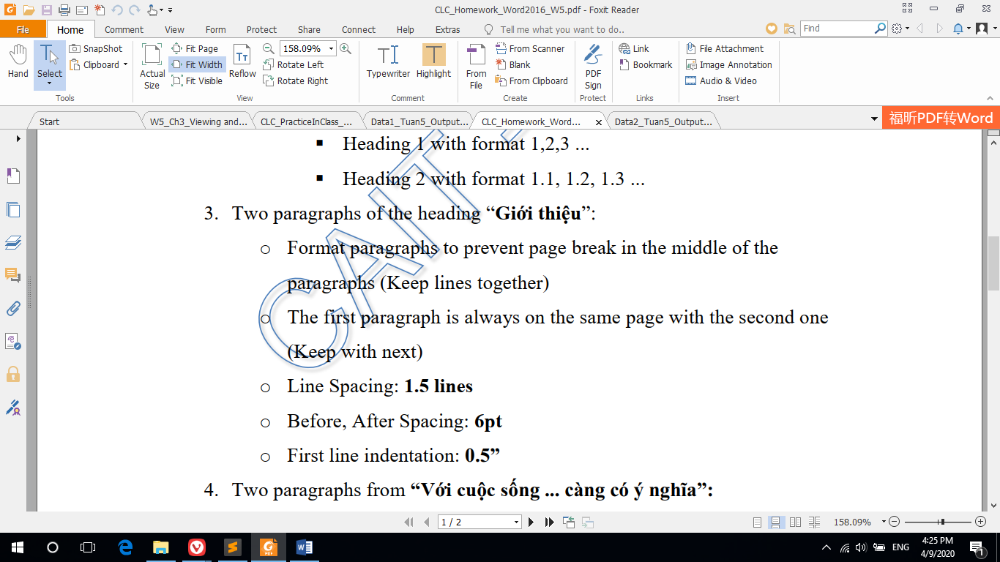 CLC_Homework_Word2016_W5.pdf - Foxit Reader
File Home Comment View Form Protect Share Connect Help Extras Tell me what you want to do.. Find
Hand
Select
SnapShot
Clipboard
Tools
Actual Size
Fit Page
Fit Width
Fit Visible
Reflow
158.09%
Rotate Left
Rotate Right
View
Typewriter
Highlight
Comment
From File
From Scanner
Blank
From Clipboard
Create
PDF Sign
Protect
Link
Bookmark
Links
File Attachment
Image Annotation
Audio & Video
Insert
Start W5_Ch3_Viewing and... CLC_PracticeInClass_... Data1_Tuan5_Output... CLC_Homework_Word... Data2_Tuan5_Output... 福昕PDF转Word
▪ Heading 1 with format 1,2,3 ...
▪ Heading 2 with format 1.1, 1.2, 1.3 ...
3. Two paragraphs of the heading “Giới thiệu”:
o Format paragraphs to prevent page break in the middle of the
paragraphs (Keep lines together)
o The first paragraph is always on the same page with the second one
(Keep with next)
o Line Spacing: 1.5 lines
o Before, After Spacing: 6pt
o First line indentation: 0.5”
4. Two paragraphs from “Với cuộc sống ... càng có ý nghĩa”:
CAIT
1 / 2 158.09%
ENG
4:25 PM
4/9/2020
1